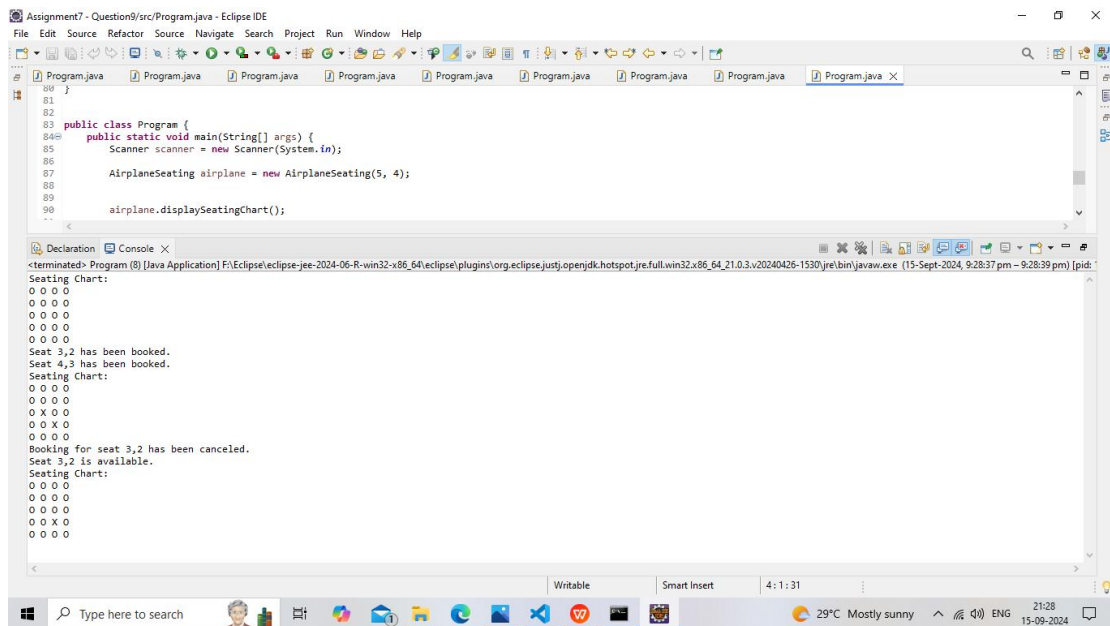 Assignment7 - Question9/src/Program.java - Eclipse IDE
File Edit Source Refactor Source Navigate Search Project Run Window Help
Program.java Program.java Program.java Program.java Program.java Program.java Program.java Program.java Program.java
80 }
81
82
83 public class Program {
84 public static void main(String[] args) {
85 Scanner scanner = new Scanner(System.in);
86
87 AirplaneSeating airplane = new AirplaneSeating(5, 4);
88
89
90 airplane.displaySeatingChart();
Declaration Console
<terminated> Program (8) [Java Application] F:\Eclipse\eclipse-jee-2024-06-R-win32-x86_64\eclipse\plugins\org.eclipse.justj.openjdk.hotspot.jre.full.win32.x86_64_21.0.3.v20240426-1530\jre\bin\javaw.exe (15-Sept-2024, 9:28:37 pm – 9:28:39 pm) [pid:
Seating Chart:
O O O O
O O O O
O O O O
O O O O
O O O O
Seat 3,2 has been booked.
Seat 4,3 has been booked.
Seating Chart:
O O O O
O O O O
O X O O
O O X O
O O O O
Booking for seat 3,2 has been canceled.
Seat 3,2 is available.
Seating Chart:
O O O O
O O O O
O O O O
O O X O
O O O O
Writable Smart Insert 4 : 1 : 31
Type here to search 29°C Mostly sunny ENG 21:28
15-09-2024